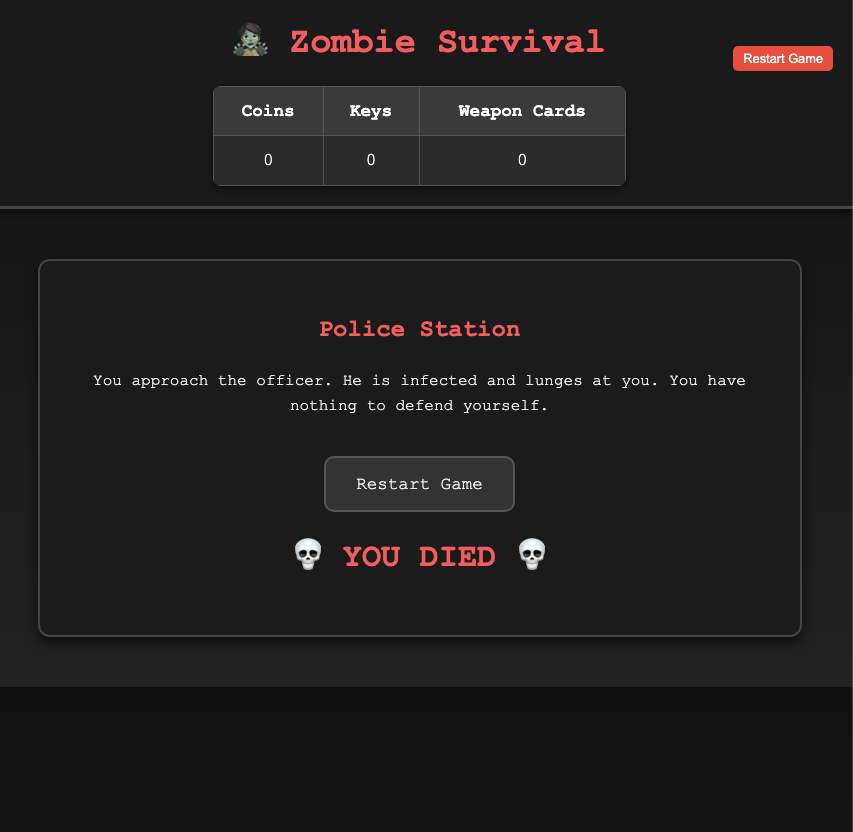 Zombie Survival
Restart Game
Coins Keys Weapon Cards
0 0 0
Police Station
You approach the officer. He is infected and lunges at you. You have
nothing to defend yourself.
Restart Game
YOU DIED